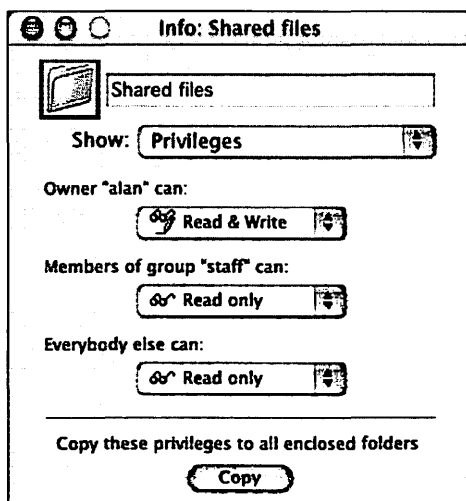 Info: Shared files
Shared files
Show: Privileges
Owner "alan" can:
Read & Write
Members of group "staff" can:
Read only
Everybody else can:
Read only
Copy these privileges to all enclosed folders
Copy